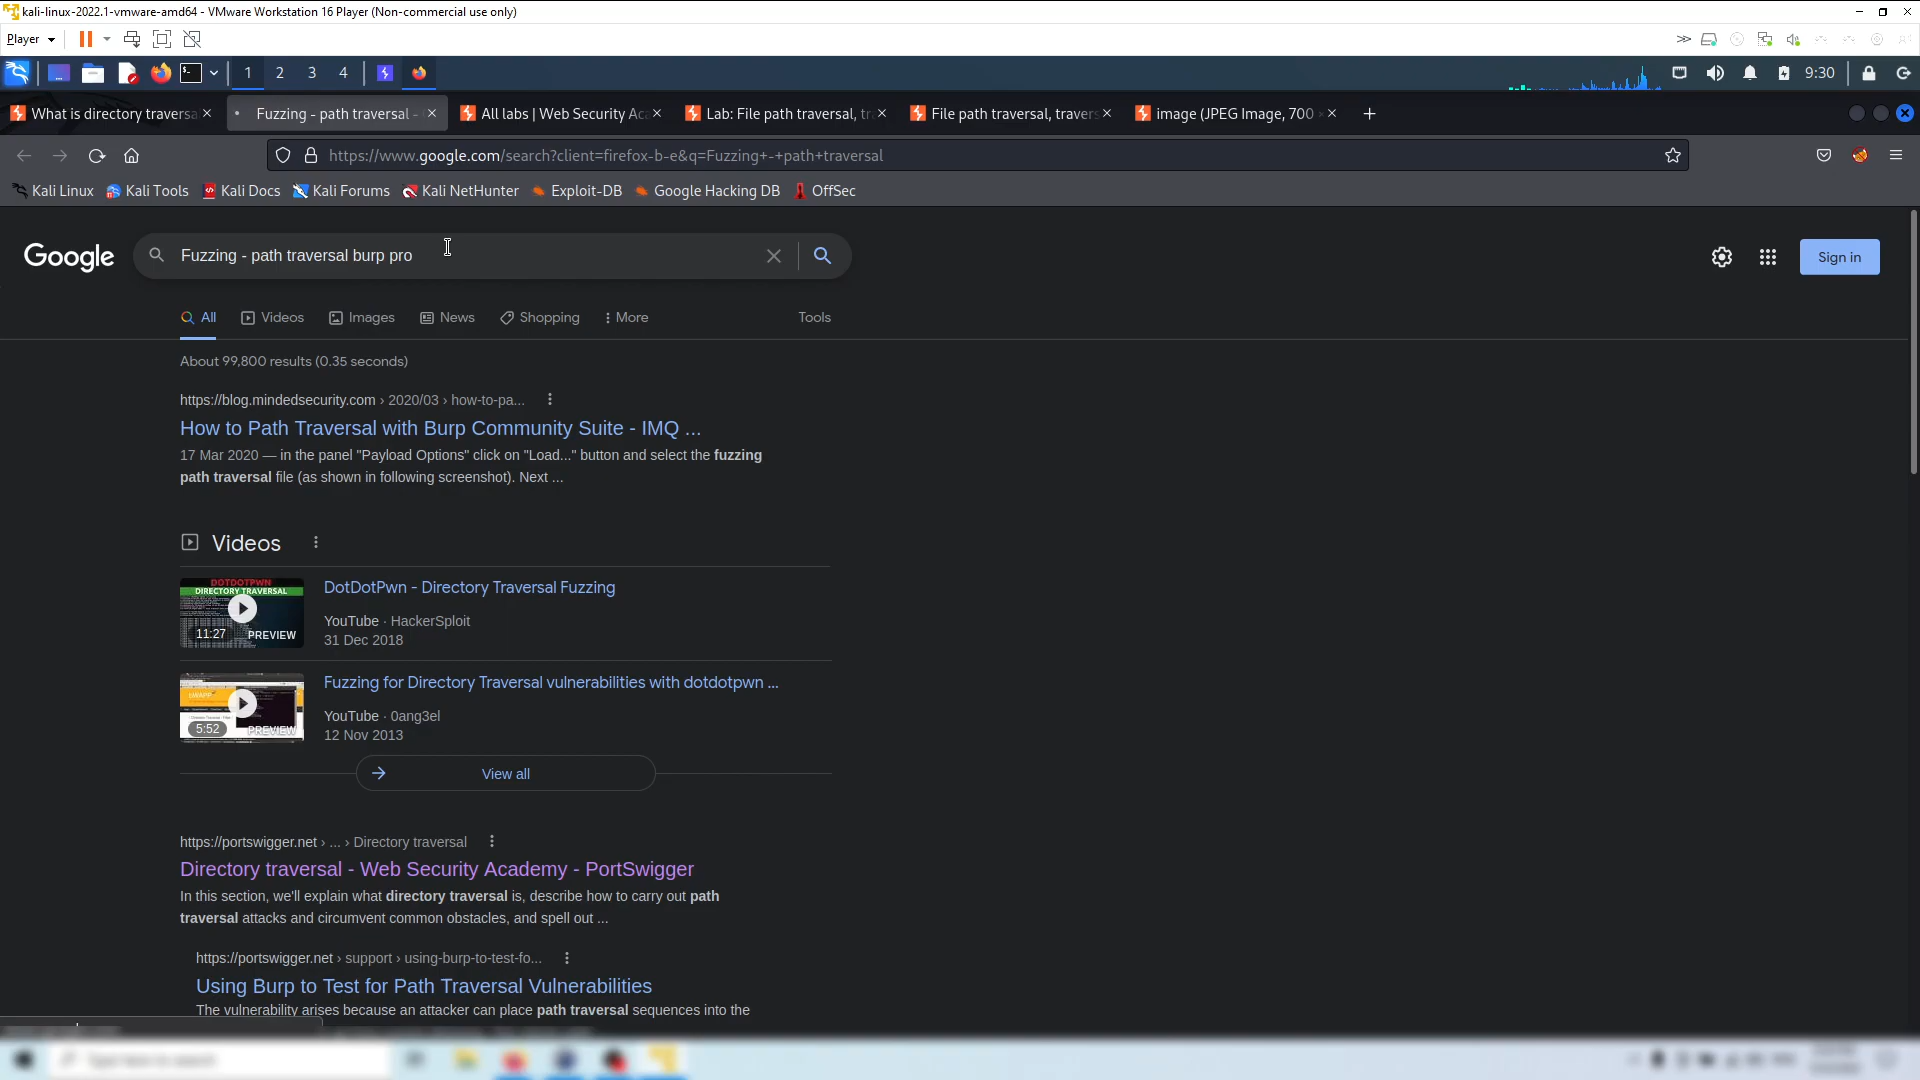 kali-linux-2022.1-vmware-amd64 - VMware Workstation 16 Player (Non-commercial use only)
Player
1 2 3 4 9:30
What is directory traversa Fuzzing - path traversal - All labs | Web Security Aca Lab: File path traversal, tr File path traversal, travers image (JPEG Image, 700
https://www.google.com/search?client=firefox-b-e&q=Fuzzing+-+path+traversal
Kali Linux Kali Tools Kali Docs Kali Forums Kali NetHunter Exploit-DB Google Hacking DB OffSec
Google Fuzzing - path traversal burp pro Sign in
All Videos Images News Shopping More Tools
About 99,800 results (0.35 seconds)
https://blog.mindedsecurity.com › 2020/03 › how-to-pa...
How to Path Traversal with Burp Community Suite - IMQ ...
17 Mar 2020 — in the panel "Payload Options" click on "Load..." button and select the fuzzing
path traversal file (as shown in following screenshot). Next ...
Videos
DOTDOTPWN
DIRECTORY TRAVERSAL
11:27 PREVIEW
DotDotPwn - Directory Traversal Fuzzing
YouTube · HackerSploit
31 Dec 2018
5:52 PREVIEW
Fuzzing for Directory Traversal vulnerabilities with dotdotpwn ...
YouTube · 0ang3el
12 Nov 2013
View all
https://portswigger.net › ... › Directory traversal
Directory traversal - Web Security Academy - PortSwigger
In this section, we'll explain what directory traversal is, describe how to carry out path
traversal attacks and circumvent common obstacles, and spell out ...
https://portswigger.net › support › using-burp-to-test-fo...
Using Burp to Test for Path Traversal Vulnerabilities
The vulnerability arises because an attacker can place path traversal sequences into the
Type here to search